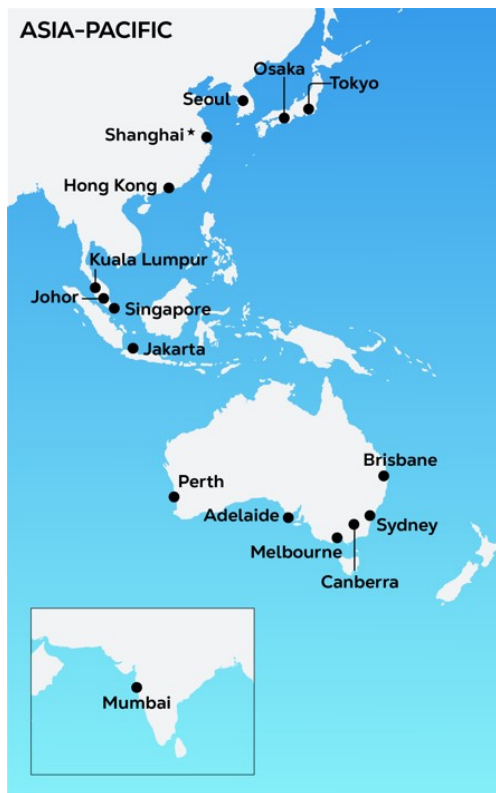 ASIA-PACIFIC
Osaka
Tokyo
Seoul
Shanghai*
Hong Kong
Kuala Lumpur
Johor
Singapore
Jakarta
Brisbane
Perth
Adelaide
Sydney
Melbourne
Canberra
Mumbai